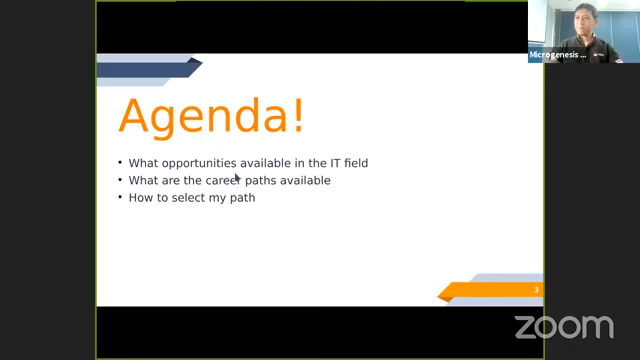 Microgenesis ...
Agenda!
• What opportunities available in the IT field
• What are the career paths available
• How to select my path
3
zoom